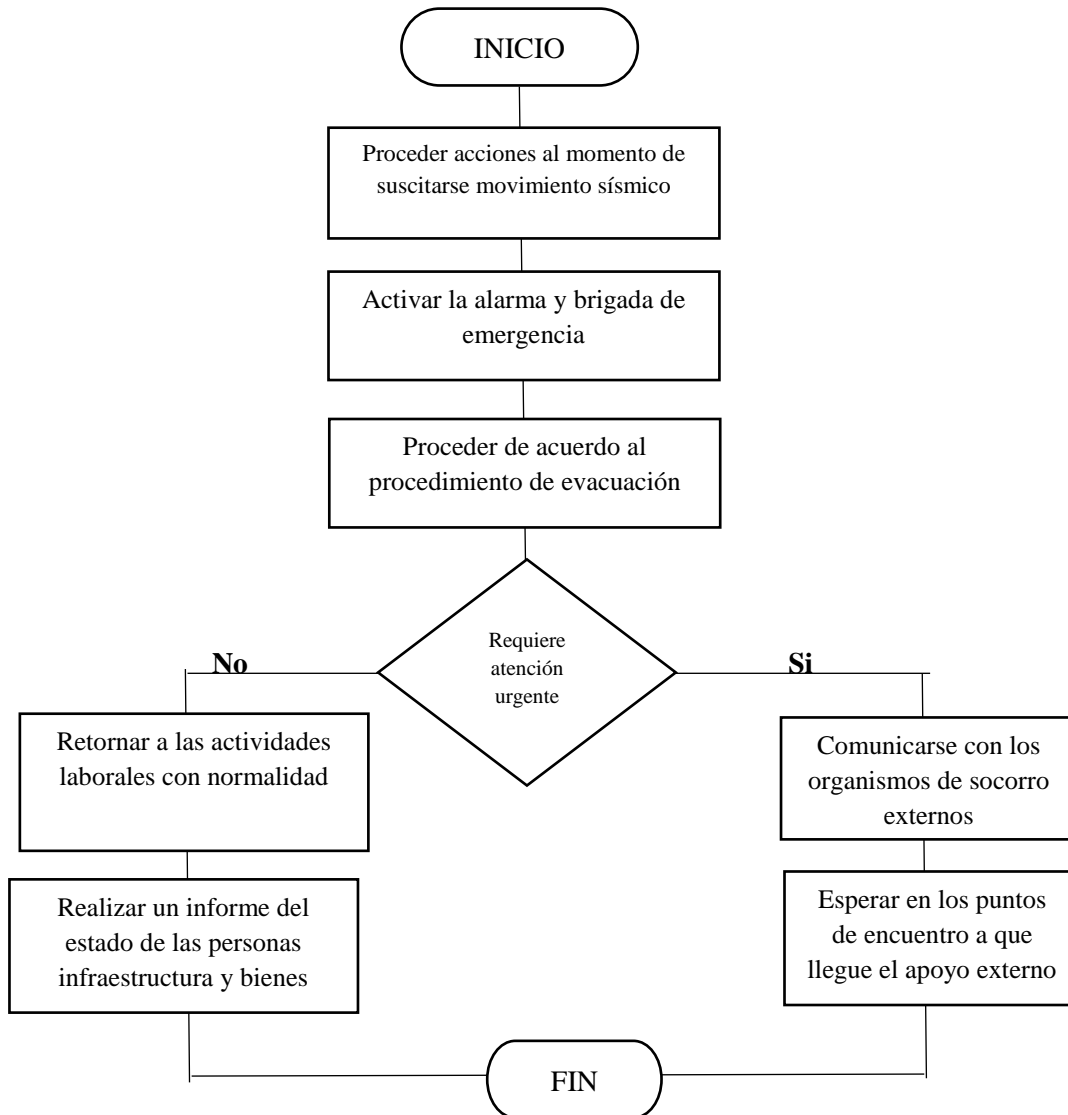 INICIO
Proceder acciones al momento de
suscitarse movimiento sísmico
Activar la alarma y brigada de
emergencia
Proceder de acuerdo al
procedimiento de evacuación
Requiere
atención
urgente
No
Si
Retornar a las actividades
laborales con normalidad
Comunicarse con los
organismos de socorro
externos
Realizar un informe del
estado de las personas
infraestructura y bienes
Esperar en los puntos
de encuentro a que
llegue el apoyo externo
FIN